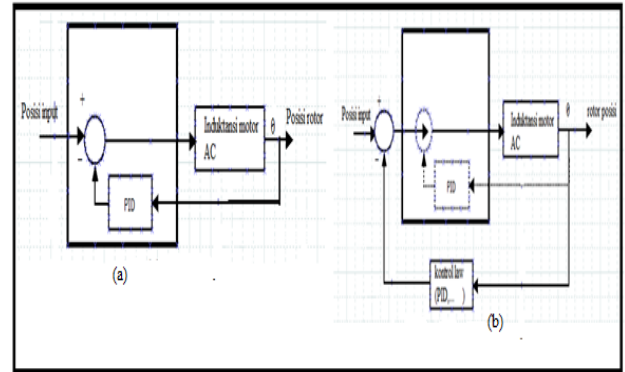 Posisi input
+
-
Induktansi motor
AC
θ
Posisi rotor
PID
(a)
Posisi input
+
-
Induktansi motor
AC
θ
rotor posisi
PID
kontrol law
(PID,... )
(b)